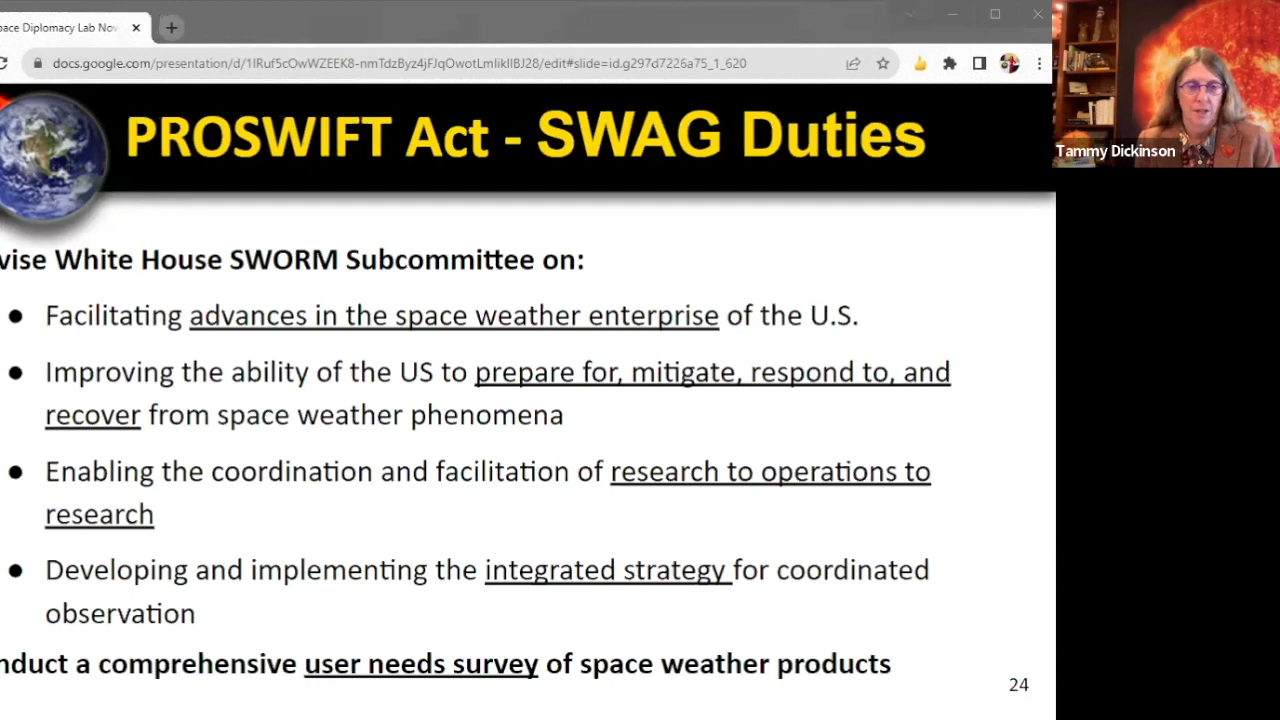 pace Diplomacy Lab Nov
docs.google.com/presentation/d/1lRuf5cOwWZEEK8-nmTdzByz4jFJqOwotLmlikIIBJ28/edit#slide=id.g297d7226a75_1_620
PROSWIFT Act - SWAG Duties
Tammy Dickinson
vise White House SWORM Subcommittee on:
● Facilitating advances in the space weather enterprise of the U.S.
● Improving the ability of the US to prepare for, mitigate, respond to, and
recover from space weather phenomena
● Enabling the coordination and facilitation of research to operations to
research
● Developing and implementing the integrated strategy for coordinated
observation
nduct a comprehensive user needs survey of space weather products
24